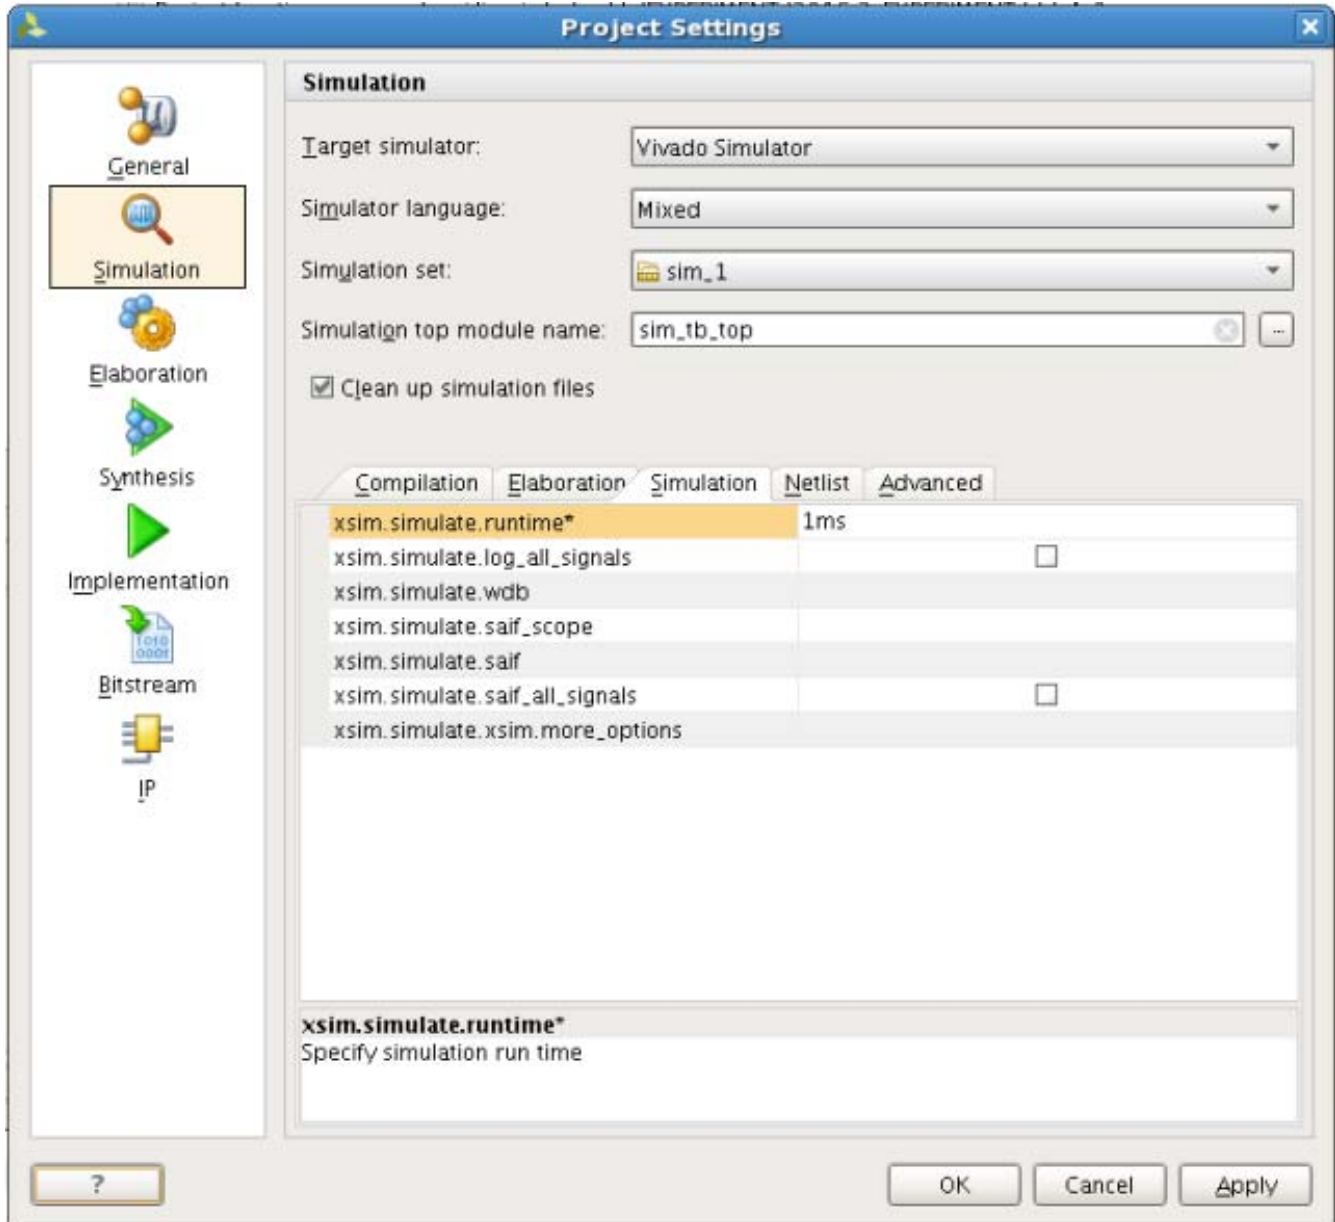 Project Settings
General
Simulation
Elaboration
Synthesis
Implementation
Bitstream
IP
Simulation
Target simulator: Vivado Simulator
Simulator language: Mixed
Simulation set: sim_1
Simulation top module name: sim_tb_top ...
Clean up simulation files
Compilation Elaboration Simulation Netlist Advanced
xsim.simulate.runtime* 1ms
xsim.simulate.log_all_signals
xsim.simulate.wdb
xsim.simulate.saif_scope
xsim.simulate.saif
xsim.simulate.saif_all_signals
xsim.simulate.xsim.more_options
xsim.simulate.runtime*
Specify simulation run time
? OK Cancel Apply